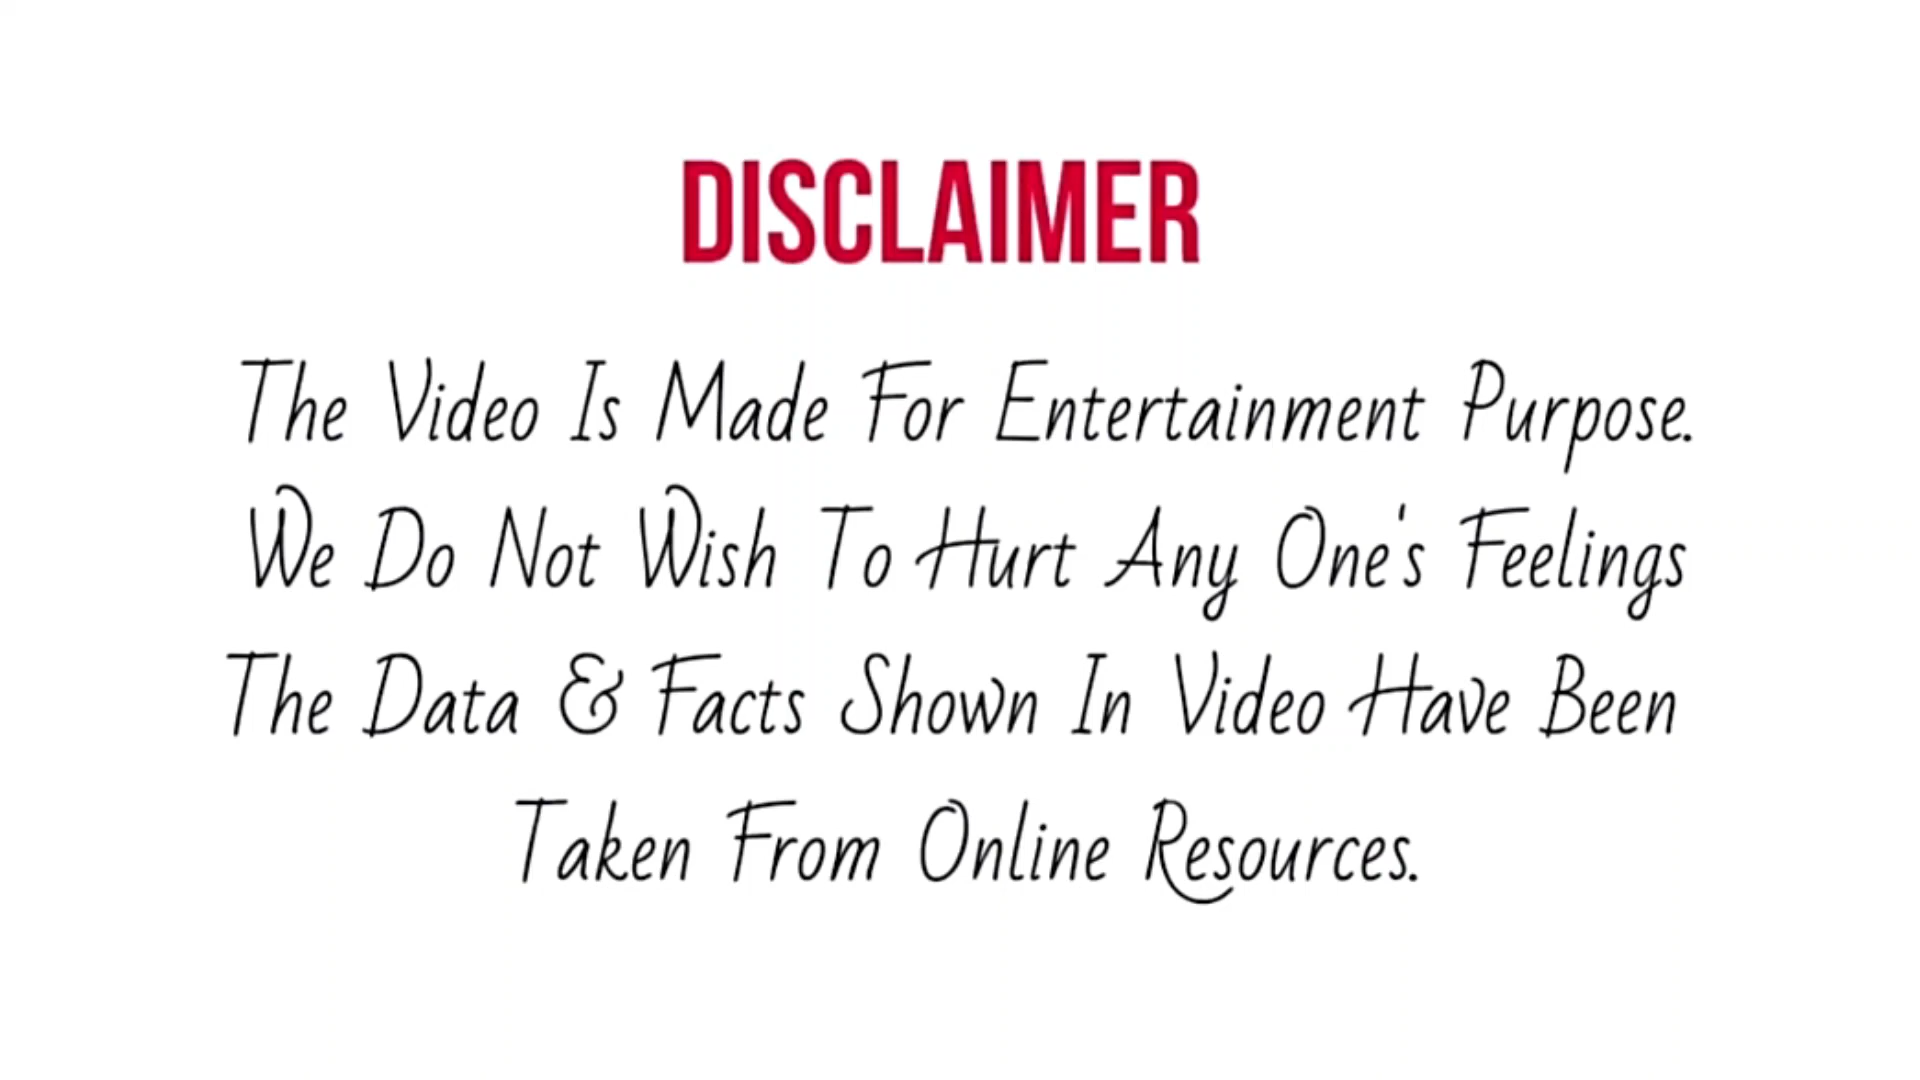 DISCLAIMER
The Video Is Made For Entertainment Purpose.
We Do Not Wish To Hurt Any One's Feelings
The Data & Facts Shown In Video Have Been
Taken From Online Resources.